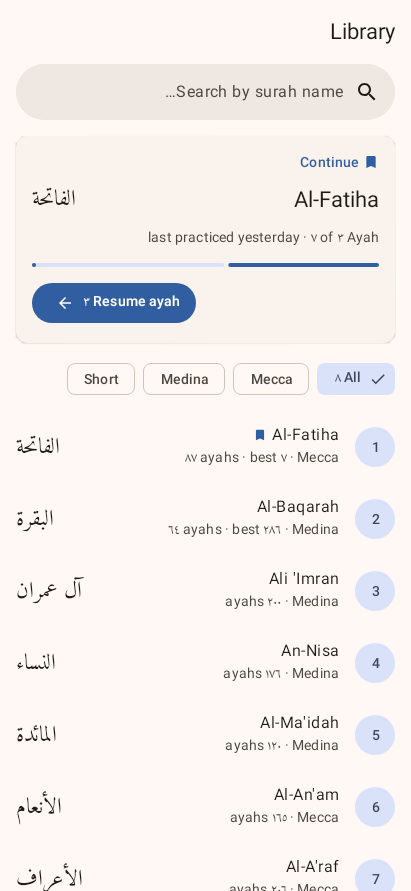 Library
…Search by surah name
Continue
Al-Fatiha
الفاتحة
last practiced yesterday · ٧ of ٣ Ayah
٣ Resume ayah
٨ All
Mecca
Medina
Short
1
Al-Fatiha
الفاتحة
٨٧ ayahs · best ٧ · Mecca
2
Al-Baqarah
البقرة
٦٤ ayahs · best ٢٨٦ · Medina
3
Ali 'Imran
آل عمران
ayahs ٢٠٠ · Medina
4
An-Nisa
النساء
ayahs ١٧٦ · Medina
5
Al-Ma'idah
المائدة
ayahs ١٢٠ · Medina
6
Al-An'am
الأنعام
ayahs ١٦٥ · Mecca
7
Al-A'raf
الأعراف
ayahs ٢٠٦ · Mecca